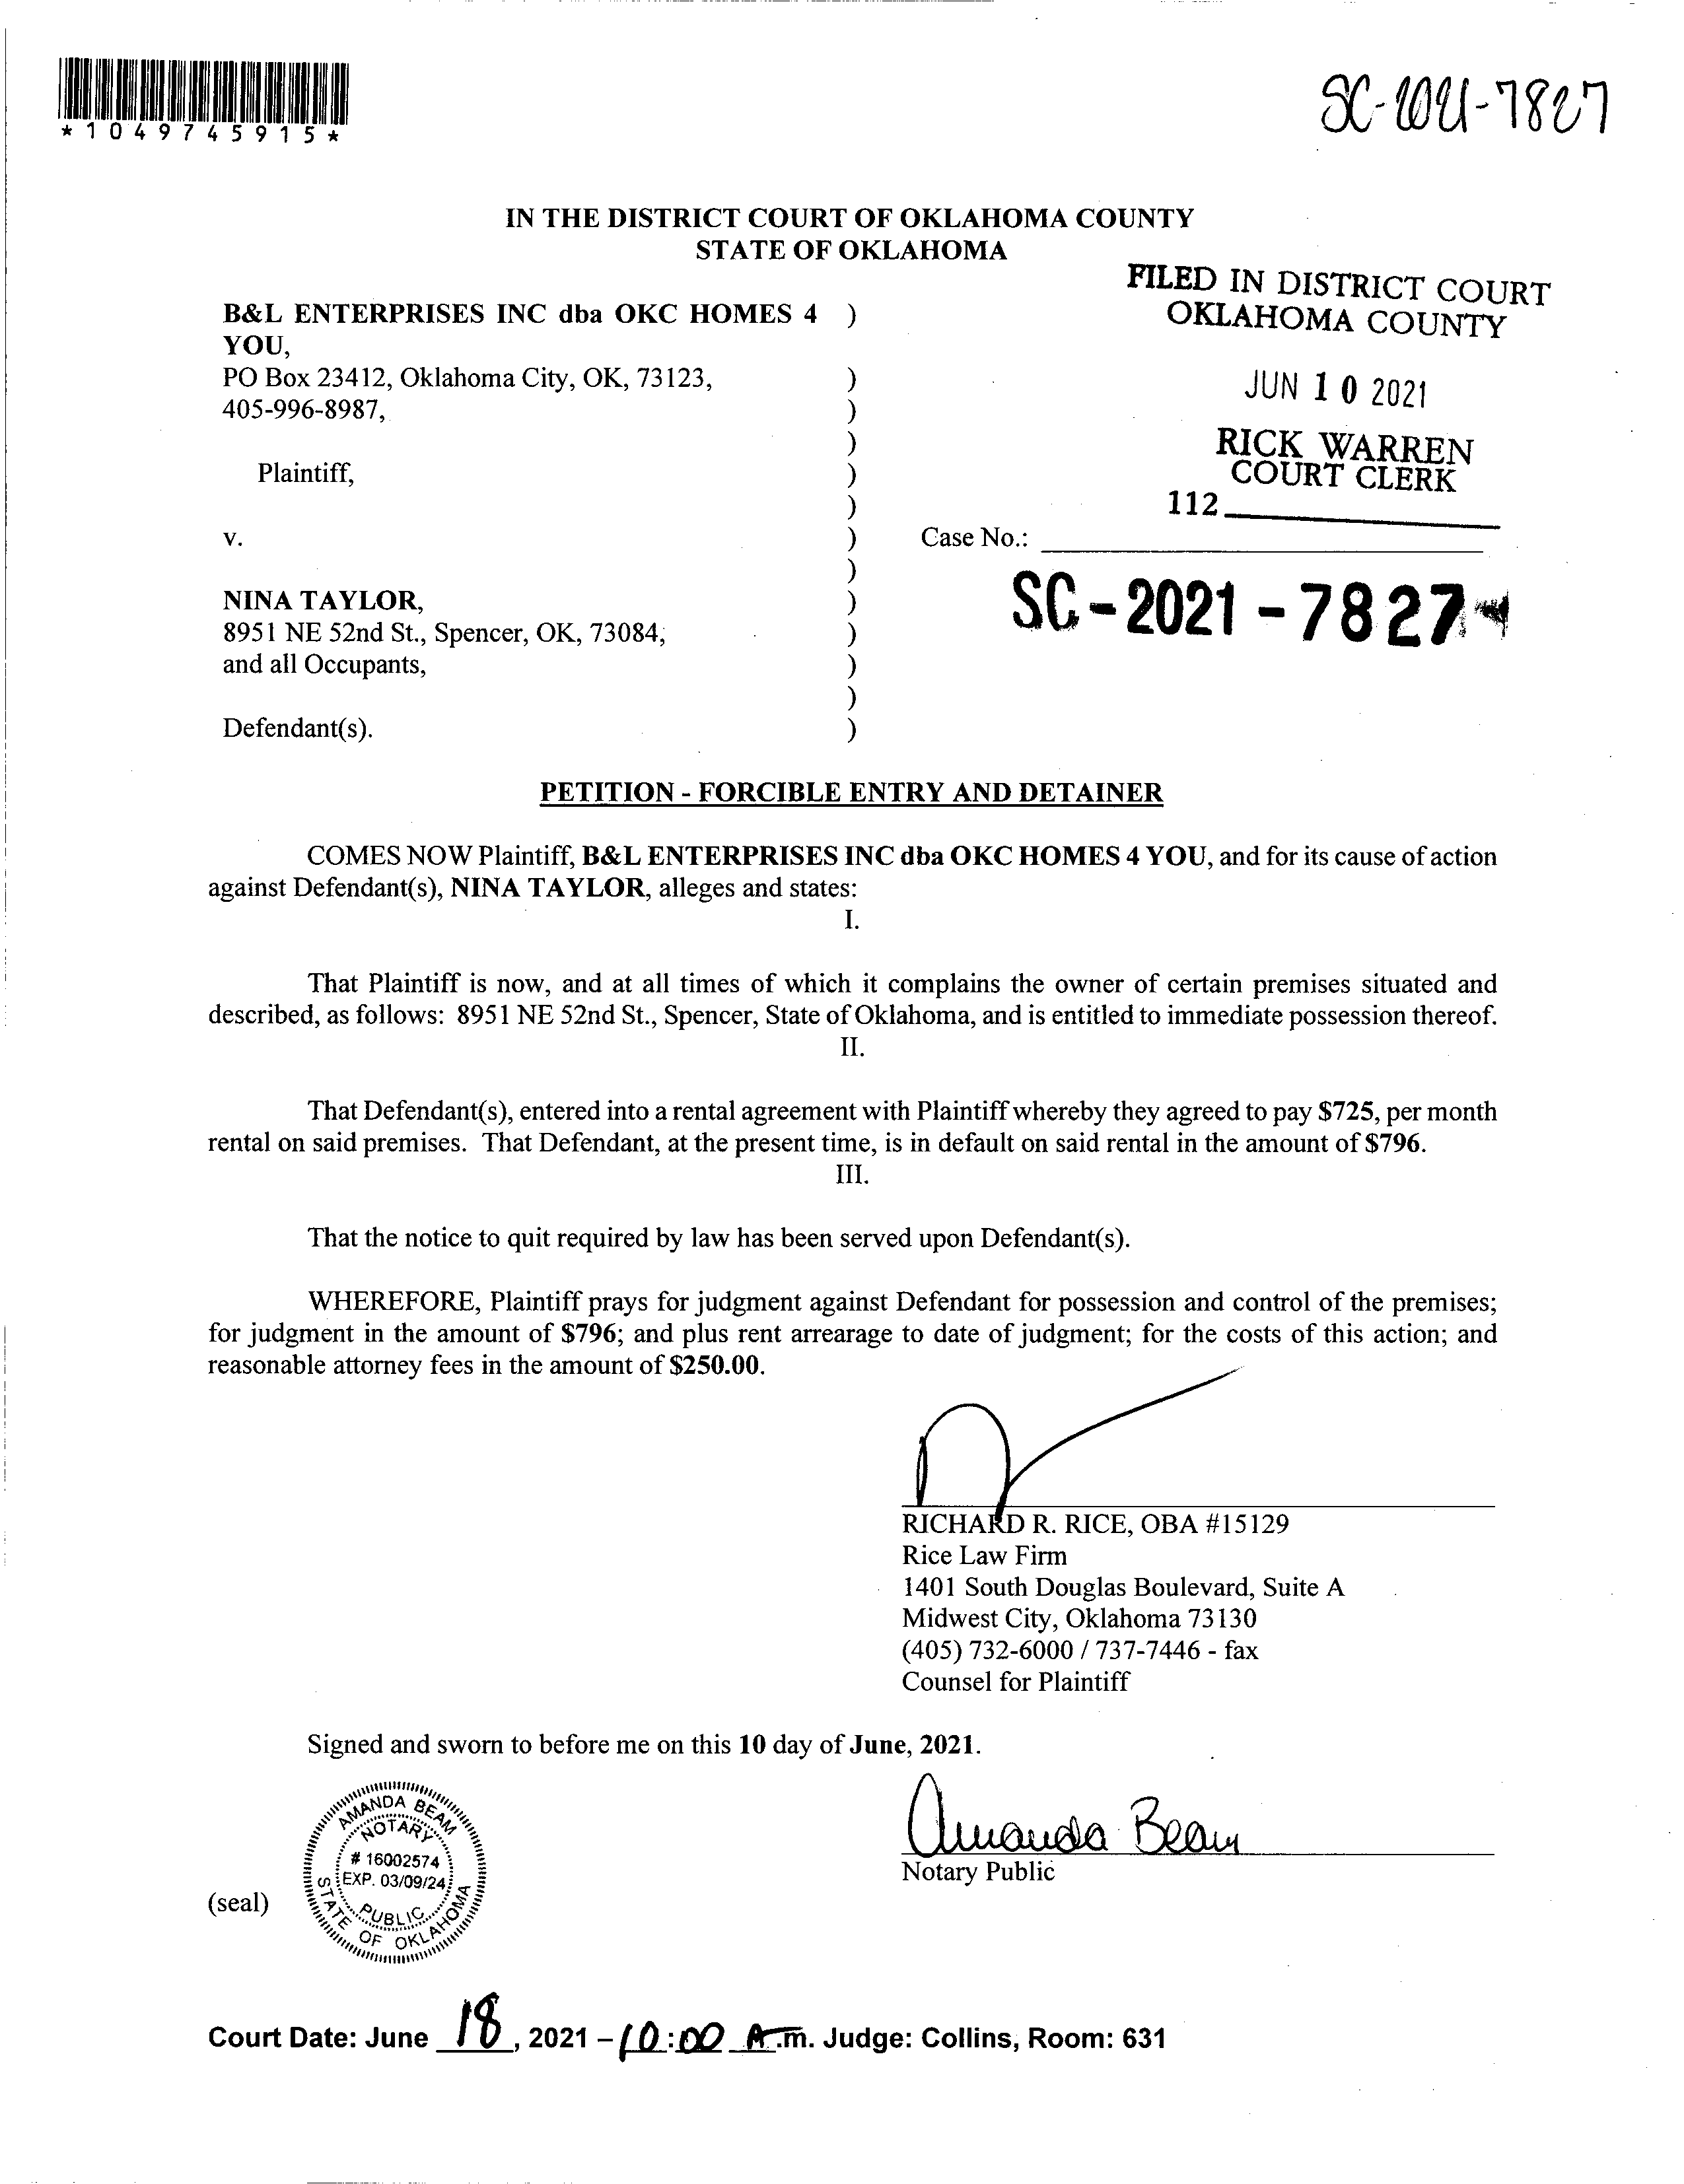 *1049745915*
SC-2021-7827
IN THE DISTRICT COURT OF OKLAHOMA COUNTY
STATE OF OKLAHOMA
FILED IN DISTRICT COURT
OKLAHOMA COUNTY
JUN 10 2021
RICK WARREN
COURT CLERK
112
B&L ENTERPRISES INC dba OKC HOMES 4 )
YOU,
PO Box 23412, Oklahoma City, OK, 73123, )
405-996-8987, )
)
Plaintiff, )
)
v. ) Case No.:
)
SC-2021-7827
NINA TAYLOR, )
8951 NE 52nd St., Spencer, OK, 73084, )
and all Occupants, )
)
Defendant(s). )
PETITION - FORCIBLE ENTRY AND DETAINER
COMES NOW Plaintiff, B&L ENTERPRISES INC dba OKC HOMES 4 YOU, and for its cause of action
against Defendant(s), NINA TAYLOR, alleges and states:
I.
That Plaintiff is now, and at all times of which it complains the owner of certain premises situated and
described, as follows: 8951 NE 52nd St., Spencer, State of Oklahoma, and is entitled to immediate possession thereof.
II.
That Defendant(s), entered into a rental agreement with Plaintiff whereby they agreed to pay $725, per month
rental on said premises. That Defendant, at the present time, is in default on said rental in the amount of $796.
III.
That the notice to quit required by law has been served upon Defendant(s).
WHEREFORE, Plaintiff prays for judgment against Defendant for possession and control of the premises;
for judgment in the amount of $796; and plus rent arrearage to date of judgment; for the costs of this action; and
reasonable attorney fees in the amount of $250.00.
RICHARD R. RICE, OBA #15129
Rice Law Firm
1401 South Douglas Boulevard, Suite A
Midwest City, Oklahoma 73130
(405) 732-6000 / 737-7446 - fax
Counsel for Plaintiff
Signed and sworn to before me on this 10 day of June, 2021.
Amanda Beam
Notary Public
(seal)
AMANDA BEAM
NOTARY
# 16002574
EXP. 03/09/24
PUBLIC
STATE OF OKLAHOMA
Court Date: June 18, 2021 – 10:00 A.m. Judge: Collins, Room: 631